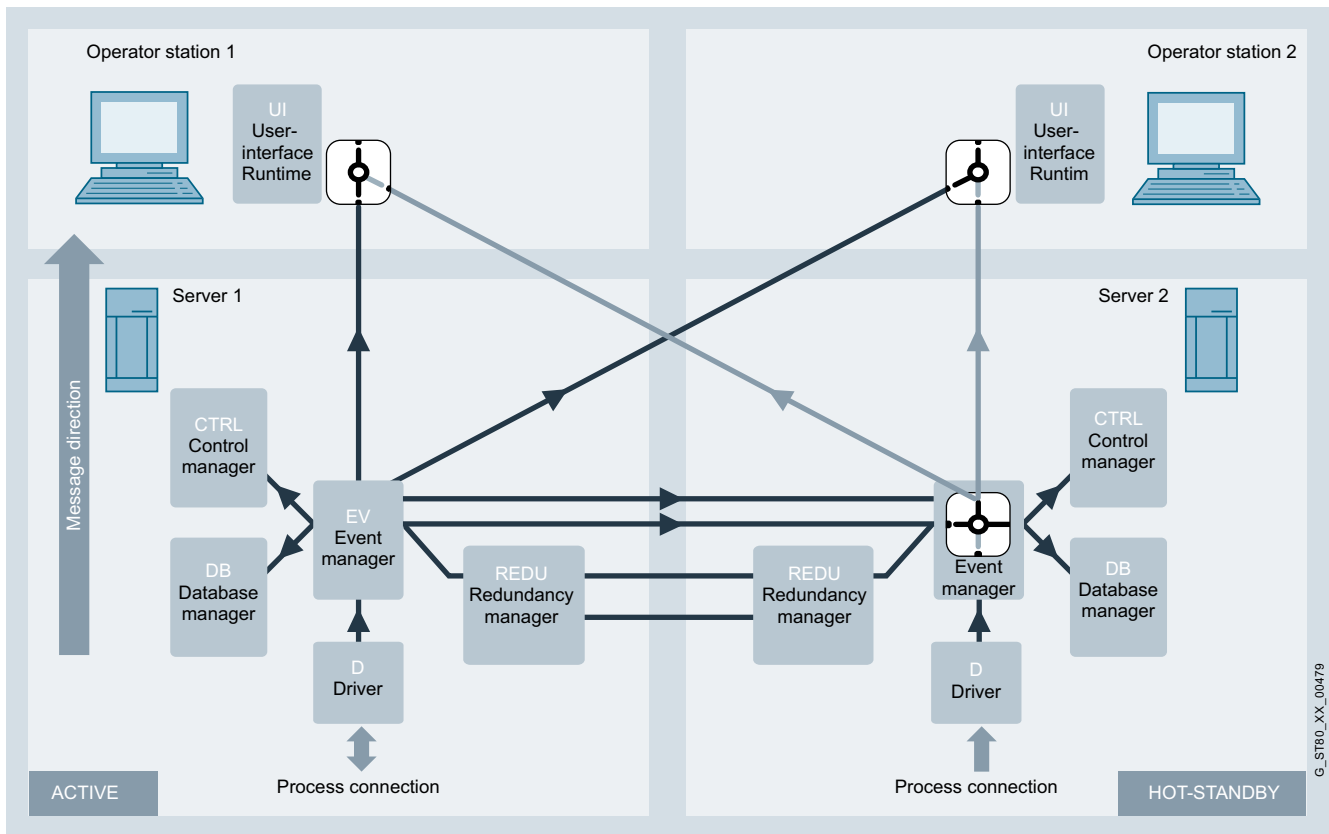 Operator station 1
UI
User-
interface
Runtime
Operator station 2
UI
User-
interface
Runtim
Message direction
Server 1
CTRL
Control
manager
EV
Event
manager
DB
Database
manager
REDU
Redundancy
manager
D
Driver
Process connection
ACTIVE
Server 2
CTRL
Control
manager
Event
manager
DB
Database
manager
REDU
Redundancy
manager
D
Driver
Process connection
HOT-STANDBY
G_ST80_XX_00479